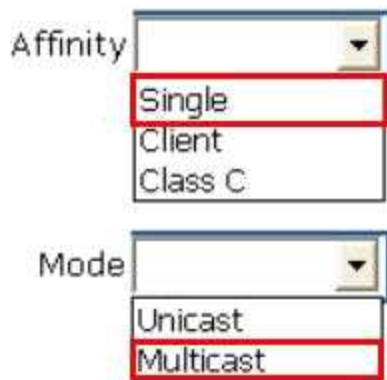 Affinity
Single
Client
Class C
Mode
Unicast
Multicast